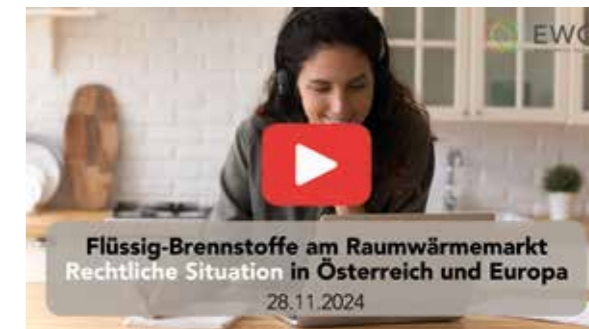 EWO
Flüssig-Brennstoffe am Raumwärmemarkt
Rechtliche Situation in Österreich und Europa
28.11.2024